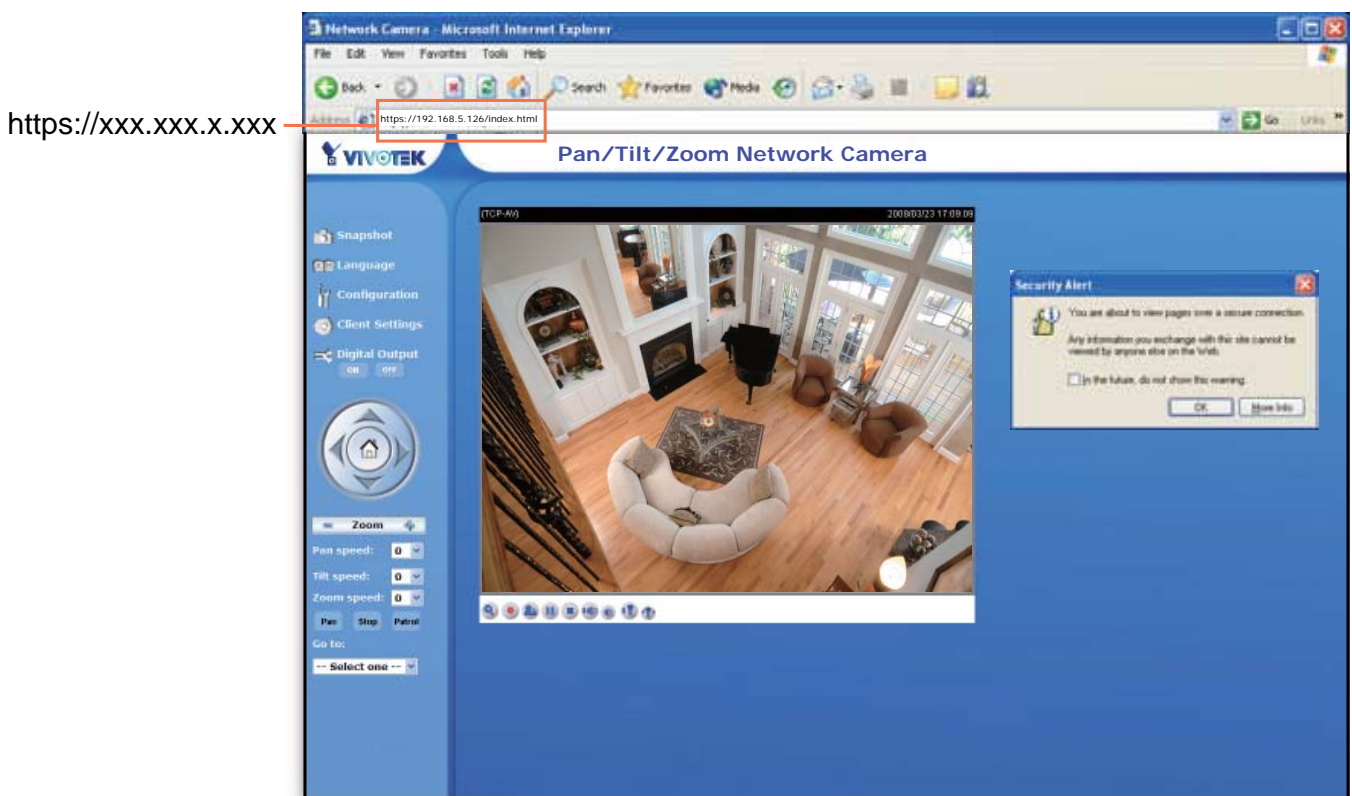 Network Camera - Microsoft Internet Explorer
File Edit View Favorites Tools Help
Back Search Favorites Media
https://xxx.xxx.x.xxx
Address https://192.168.5.126/index.html Go Links
VIVOTEK
Pan/Tilt/Zoom Network Camera
(TCP-AV) 2008/03/23 17:09:09
Snapshot
Language
Configuration
Client Settings
Digital Output
ON OFF
Zoom
Pan speed: 0
Tilt speed: 0
Zoom speed: 0
Pan Stop Patrol
Go to:
-- Select one --
Security Alert
You are about to view pages over a secure connection.
Any information you exchange with this site cannot be
viewed by anyone else on the Web.
In the future, do not show this warning
OK More Info